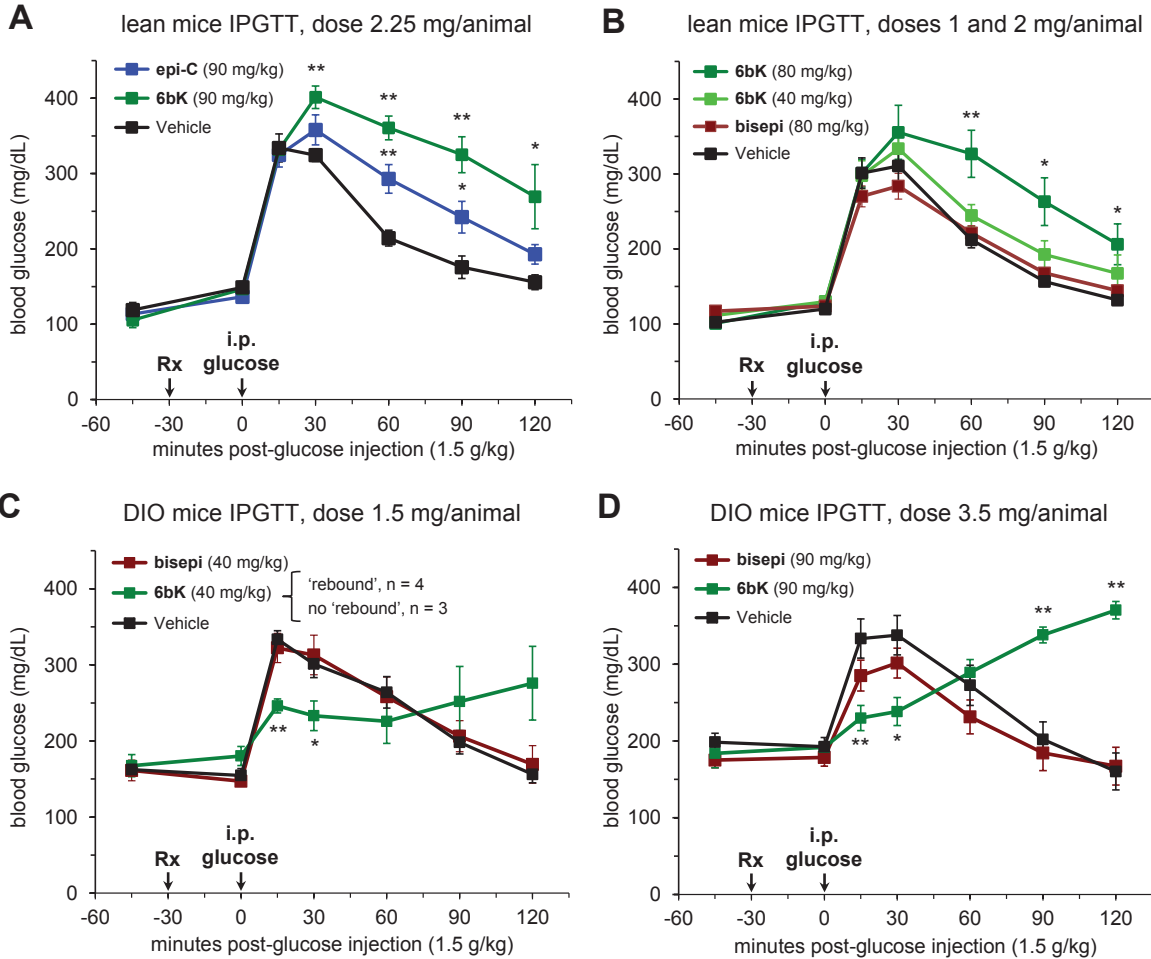 A
lean mice IPGTT, dose 2.25 mg/animal
epi-C (90 mg/kg)
6bK (90 mg/kg)
Vehicle
**
**
**
**
*
*
blood glucose (mg/dL)
400
300
200
100
0
Rx
i.p.
glucose
-60 -30 0 30 60 90 120
minutes post-glucose injection (1.5 g/kg)
B
lean mice IPGTT, doses 1 and 2 mg/animal
6bK (80 mg/kg)
6bK (40 mg/kg)
bisepi (80 mg/kg)
Vehicle
**
*
*
blood glucose (mg/dL)
400
300
200
100
0
Rx
i.p.
glucose
-60 -30 0 30 60 90 120
minutes post-glucose injection (1.5 g/kg)
C
DIO mice IPGTT, dose 1.5 mg/animal
bisepi (40 mg/kg)
6bK (40 mg/kg)
Vehicle
‘rebound’, n = 4
no ‘rebound’, n = 3
**
*
blood glucose (mg/dL)
400
300
200
100
0
Rx
i.p.
glucose
-60 -30 0 30 60 90 120
minutes post-glucose injection (1.5 g/kg)
D
DIO mice IPGTT, dose 3.5 mg/animal
bisepi (90 mg/kg)
6bK (90 mg/kg)
Vehicle
**
**
**
*
blood glucose (mg/dL)
400
300
200
100
0
Rx
i.p.
glucose
-60 -30 0 30 60 90 120
minutes post-glucose injection (1.5 g/kg)